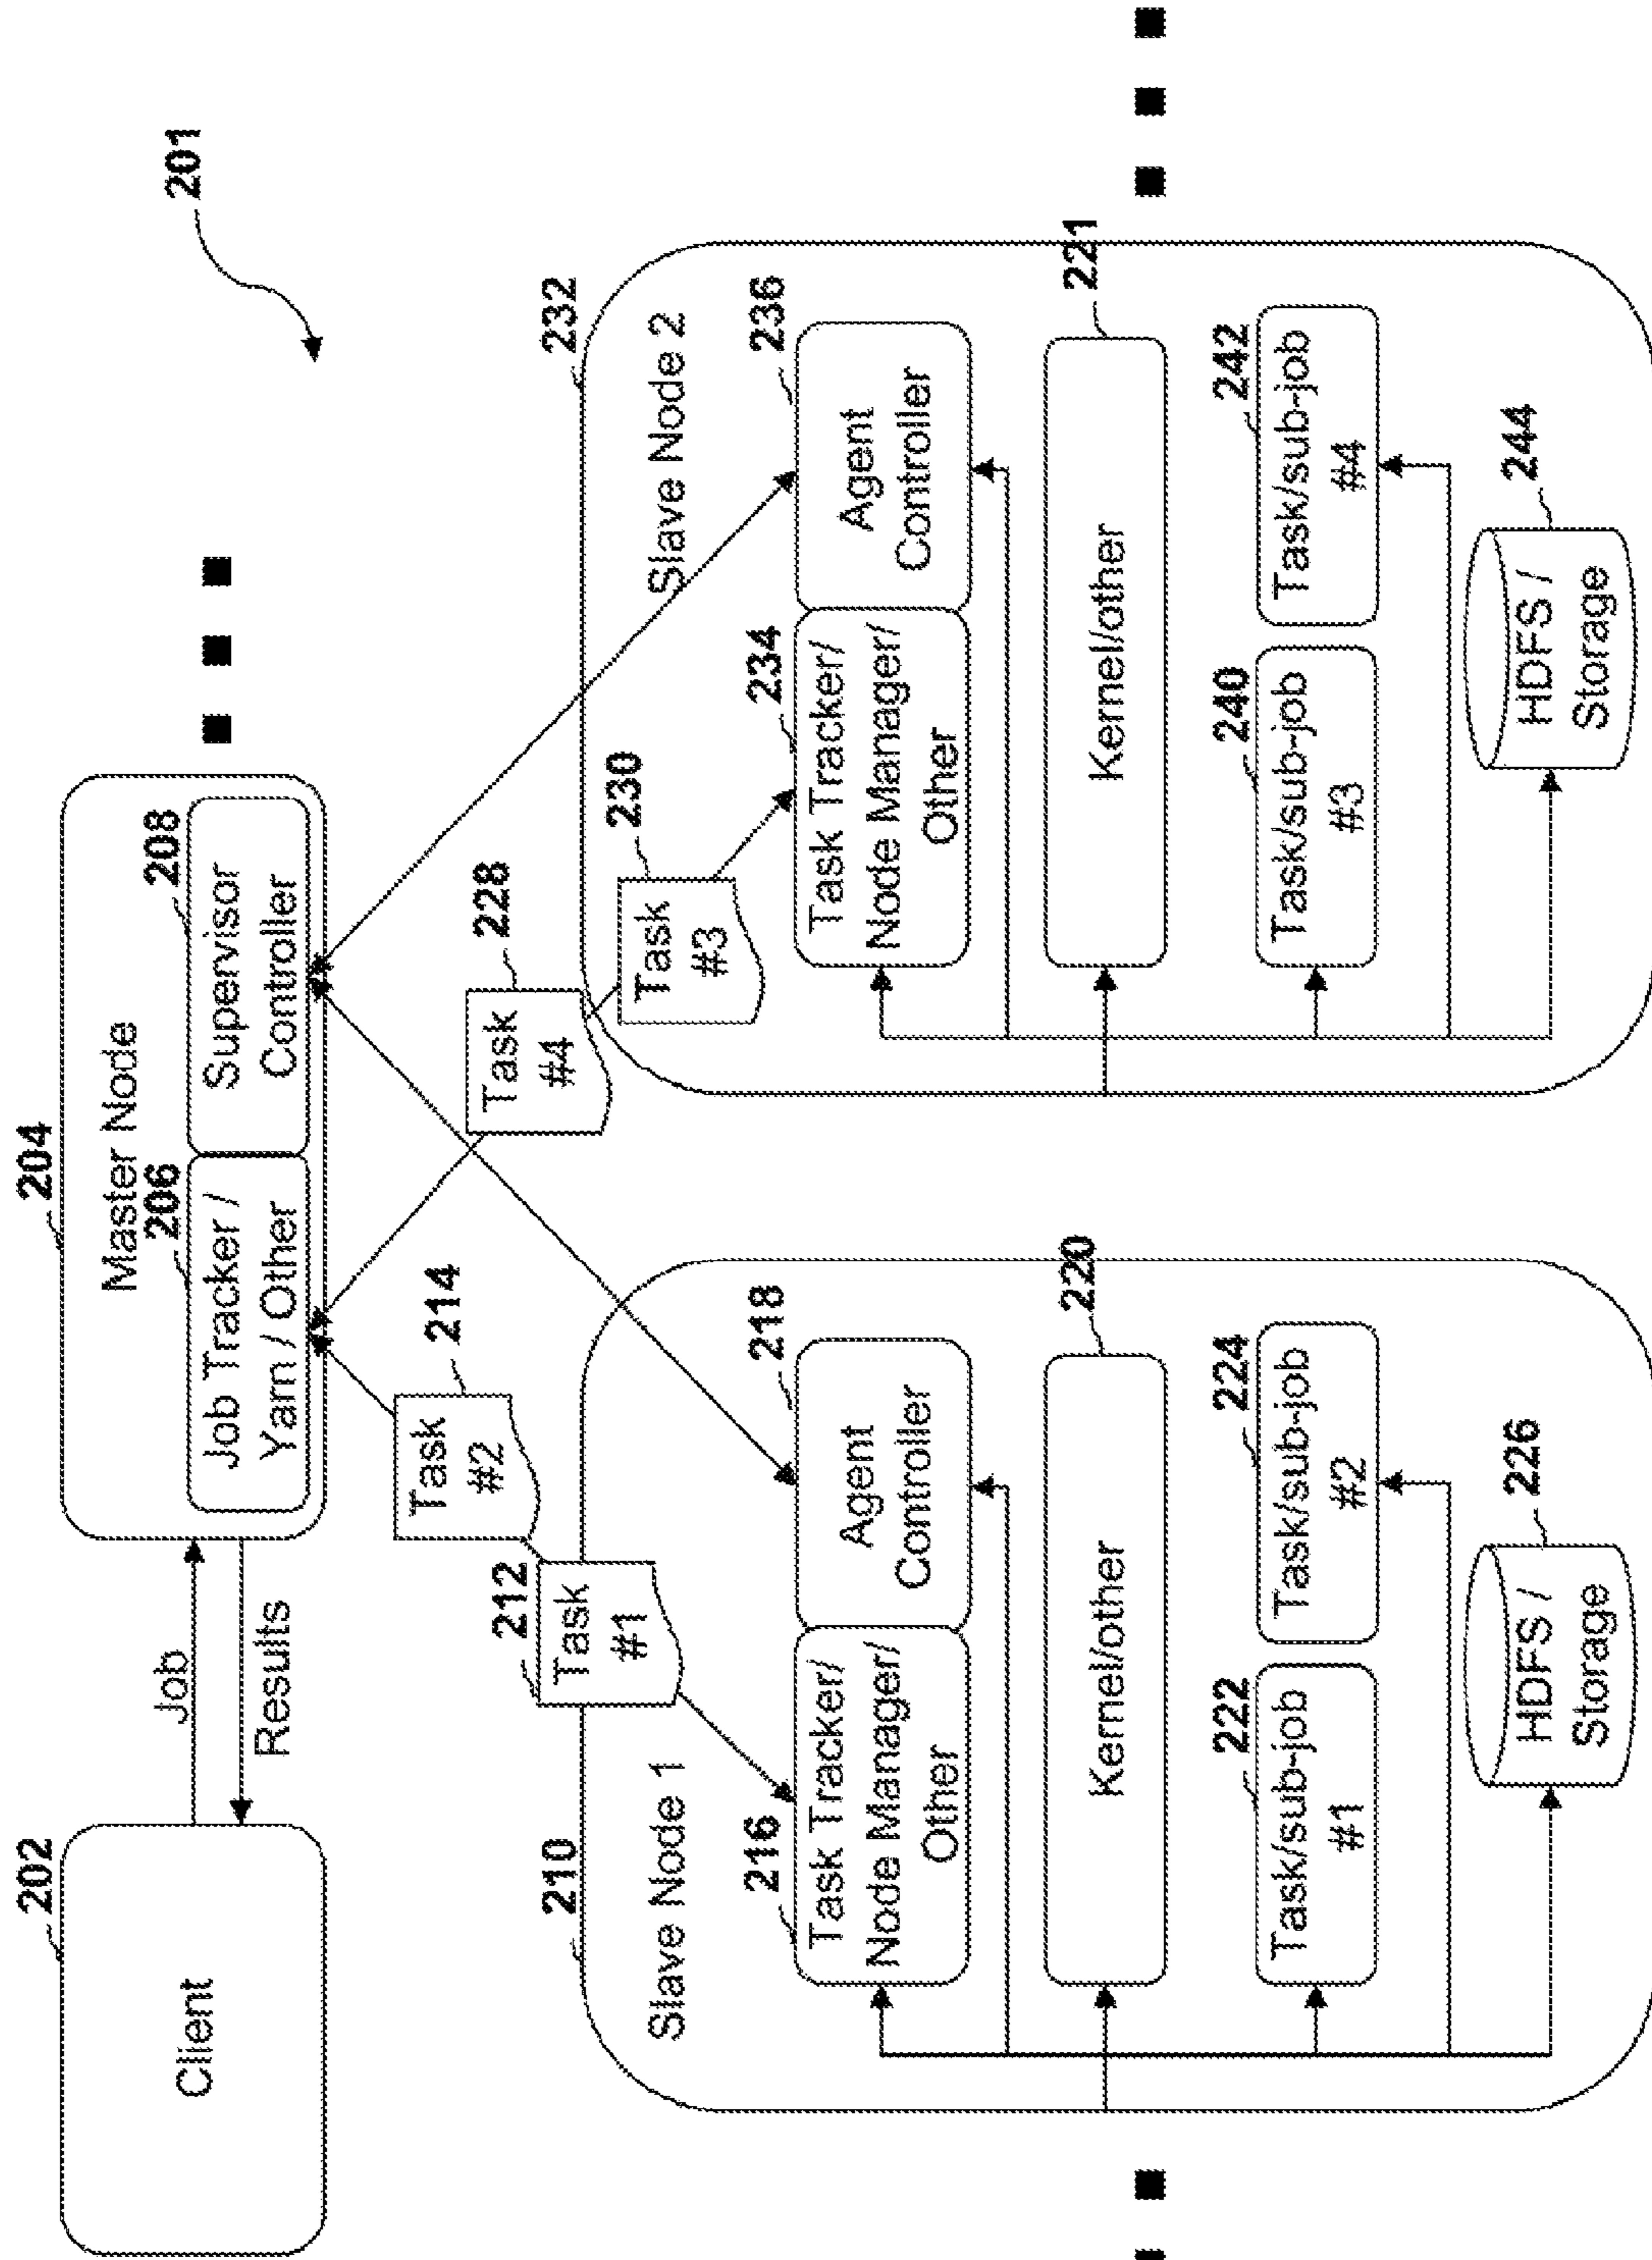 201
202
Client
Job
Results
204
Master Node
206
Job Tracker /
Yarn / Other
208
Supervisor
Controller
214
Task
#2
212
Task
#1
228
Task
#4
230
Task
#3
210
Slave Node 1
216
Task Tracker/
Node Manager/
Other
218
Agent
Controller
220
Kernel/other
222
Task/sub-job
#1
224
Task/sub-job
#2
226
HDFS /
Storage
232
Slave Node 2
234
Task Tracker/
Node Manager/
Other
236
Agent
Controller
221
Kernel/other
240
Task/sub-job
#3
242
Task/sub-job
#4
244
HDFS /
Storage